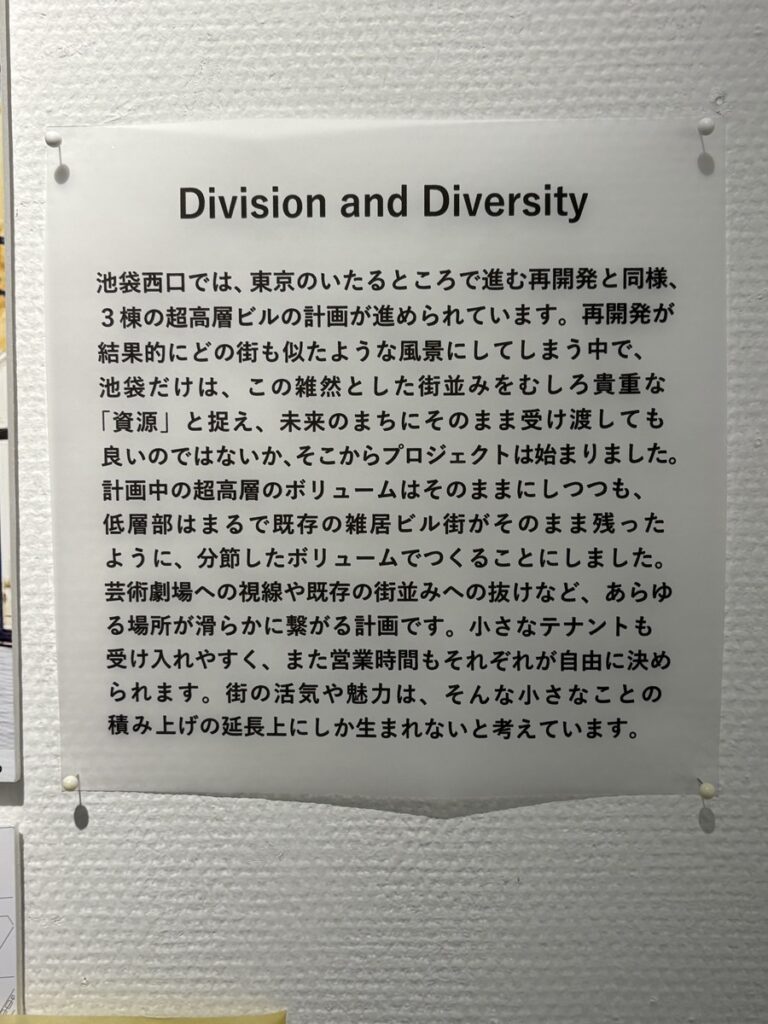 Division and Diversity
池袋西口では、東京のいたるところで進む再開発と同様、
３棟の超高層ビルの計画が進められています。再開発が
結果的にどの街も似たような風景にしてしまう中で、
池袋だけは、この雑然とした街並みをむしろ貴重な
「資源」と捉え、未来のまちにそのまま受け渡しても
良いのではないか、そこからプロジェクトは始まりました。
計画中の超高層のボリュームはそのままにしつつも、
低層部はまるで既存の雑居ビル街がそのまま残った
ように、分節したボリュームでつくることにしました。
芸術劇場への視線や既存の街並みへの抜けなど、あらゆ
る場所が滑らかに繋がる計画です。小さなテナントも
受け入れやすく、また営業時間もそれぞれが自由に決め
られます。街の活気や魅力は、そんな小さなことの
積み上げの延長上にしか生まれないと考えています。